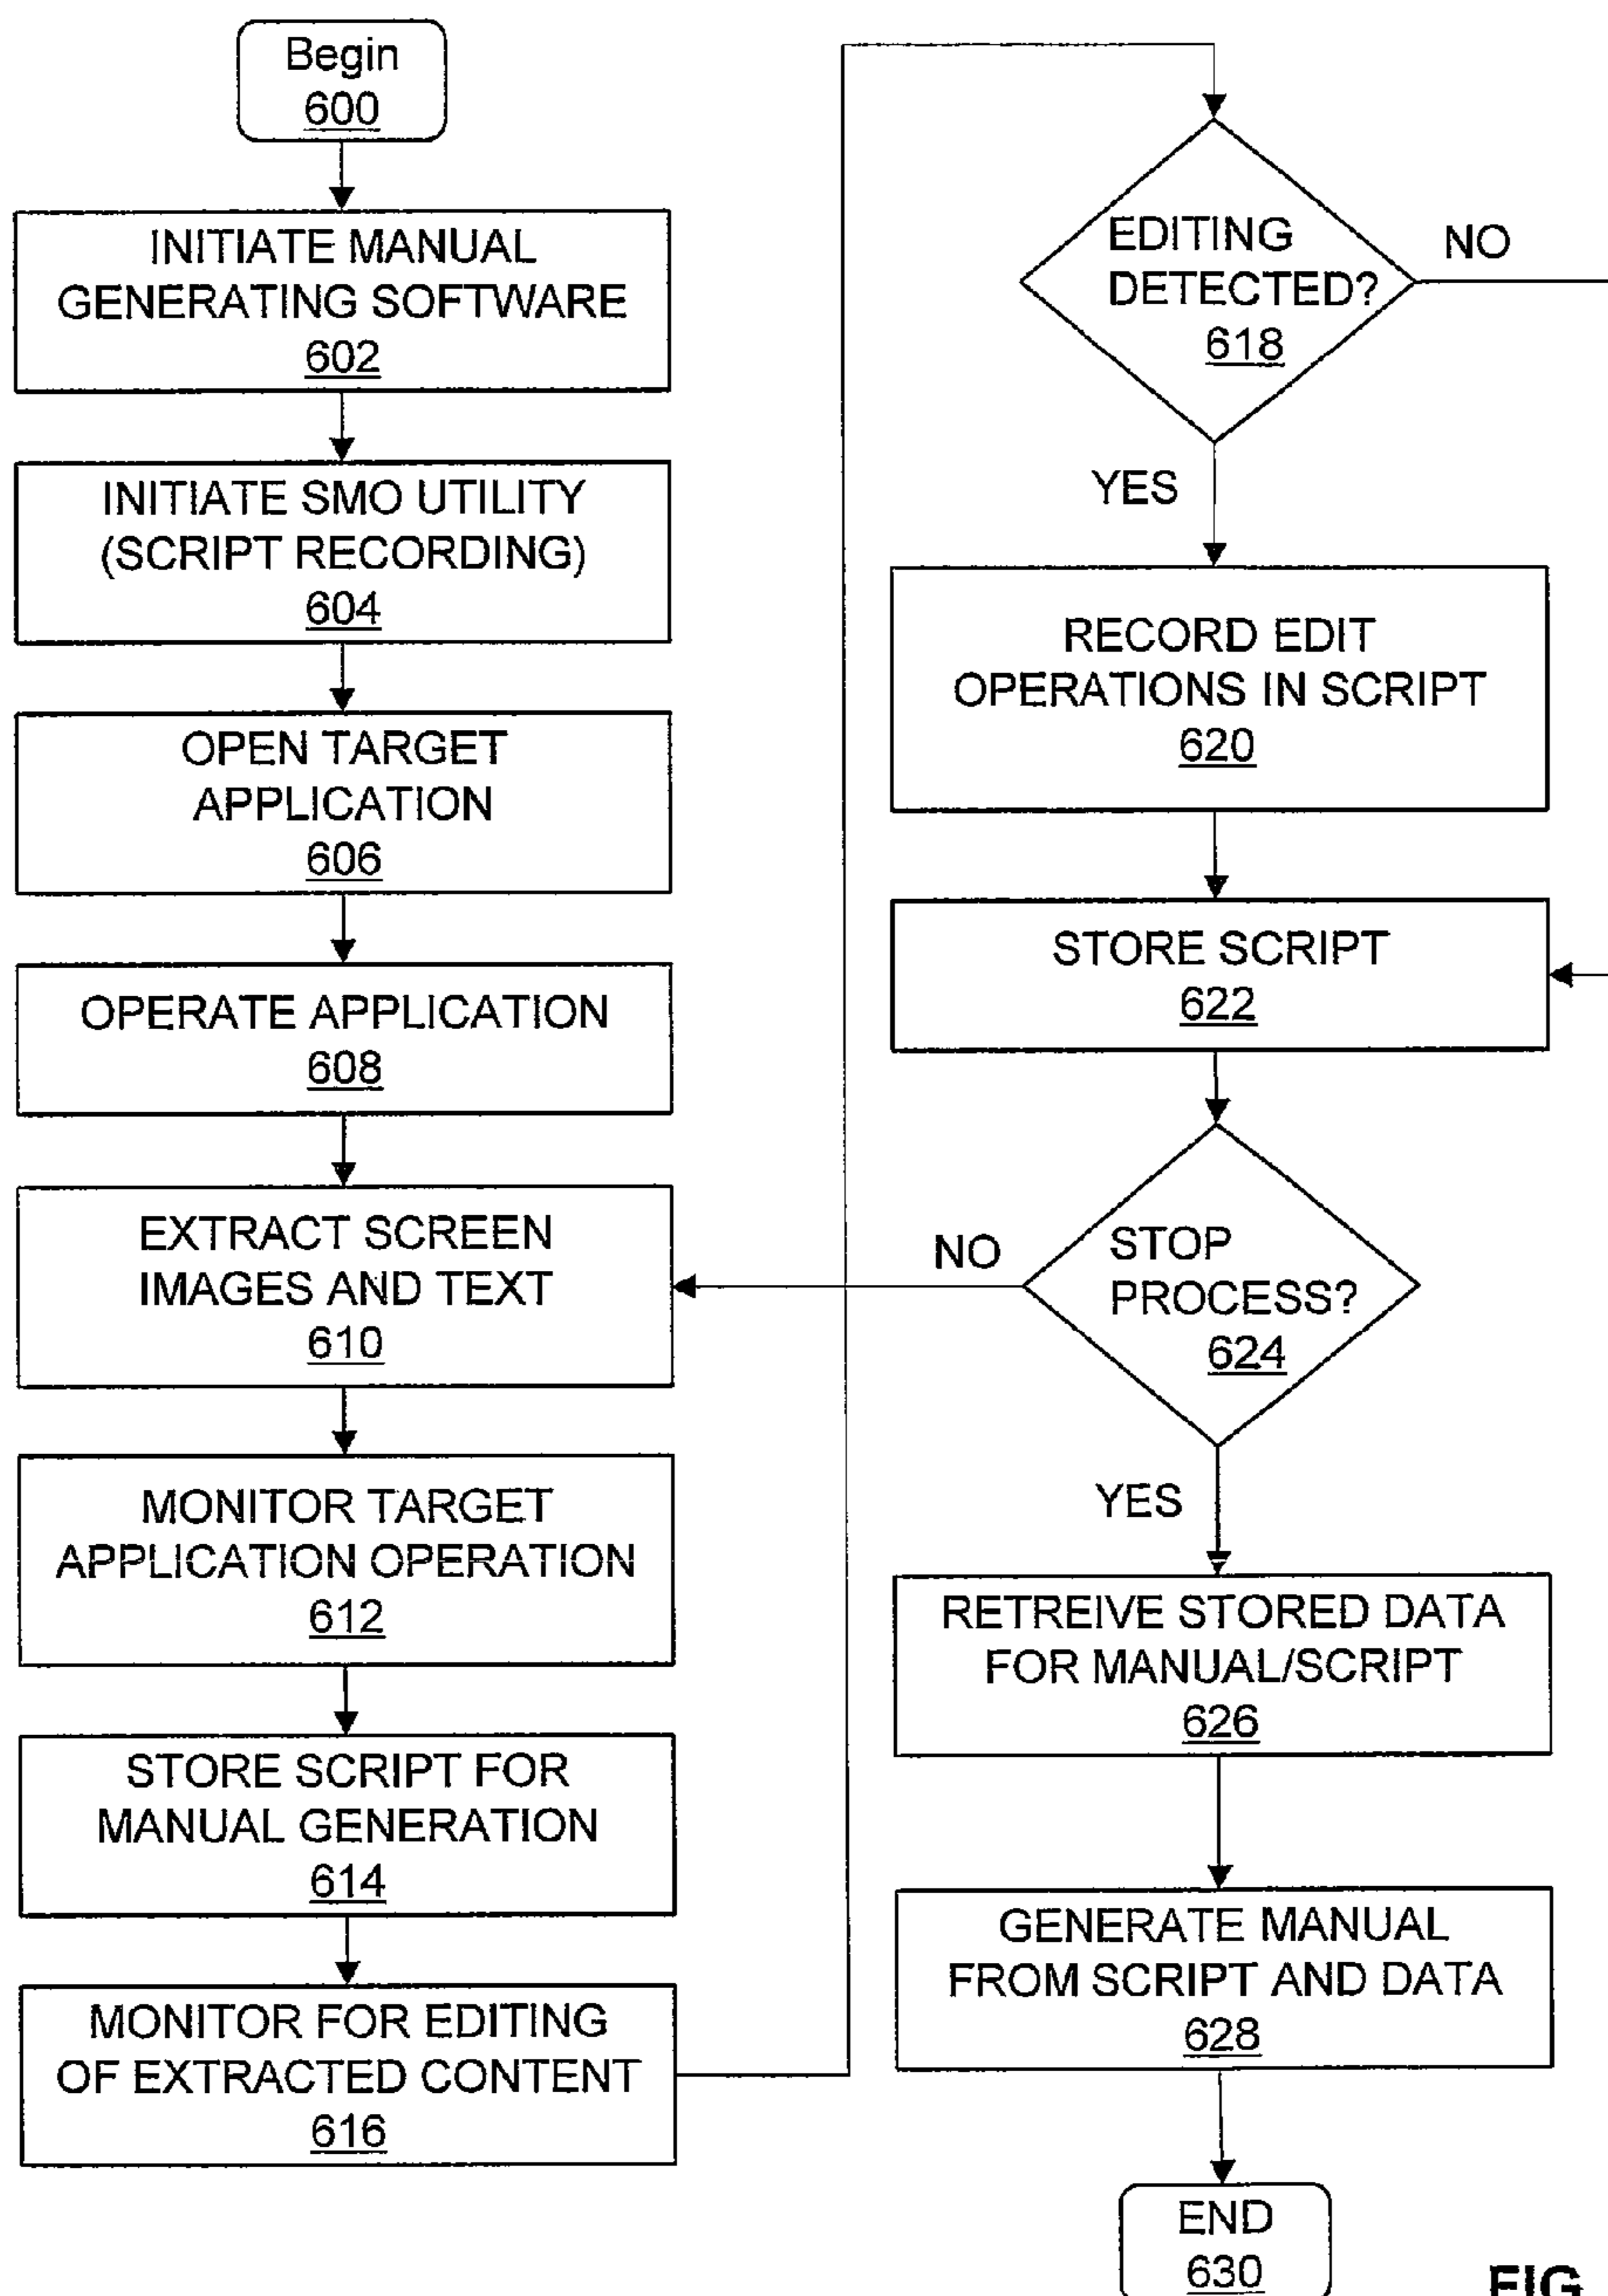 Begin
600
INITIATE MANUAL
GENERATING SOFTWARE
602
INITIATE SMO UTILITY
(SCRIPT RECORDING)
604
OPEN TARGET
APPLICATION
606
OPERATE APPLICATION
608
EXTRACT SCREEN
IMAGES AND TEXT
610
MONITOR TARGET
APPLICATION OPERATION
612
STORE SCRIPT FOR
MANUAL GENERATION
614
MONITOR FOR EDITING
OF EXTRACTED CONTENT
616
EDITING
DETECTED?
618
NO
YES
RECORD EDIT
OPERATIONS IN SCRIPT
620
STORE SCRIPT
622
STOP
PROCESS?
624
NO
YES
RETREIVE STORED DATA
FOR MANUAL/SCRIPT
626
GENERATE MANUAL
FROM SCRIPT AND DATA
628
END
630
FIG